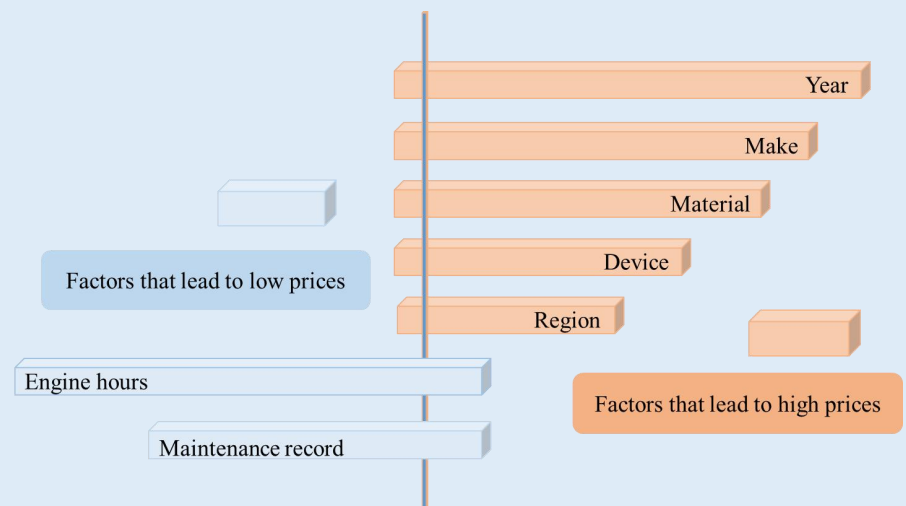 Year
Make
Material
Device
Factors that lead to low prices
Region
Engine hours
Factors that lead to high prices
Maintenance record